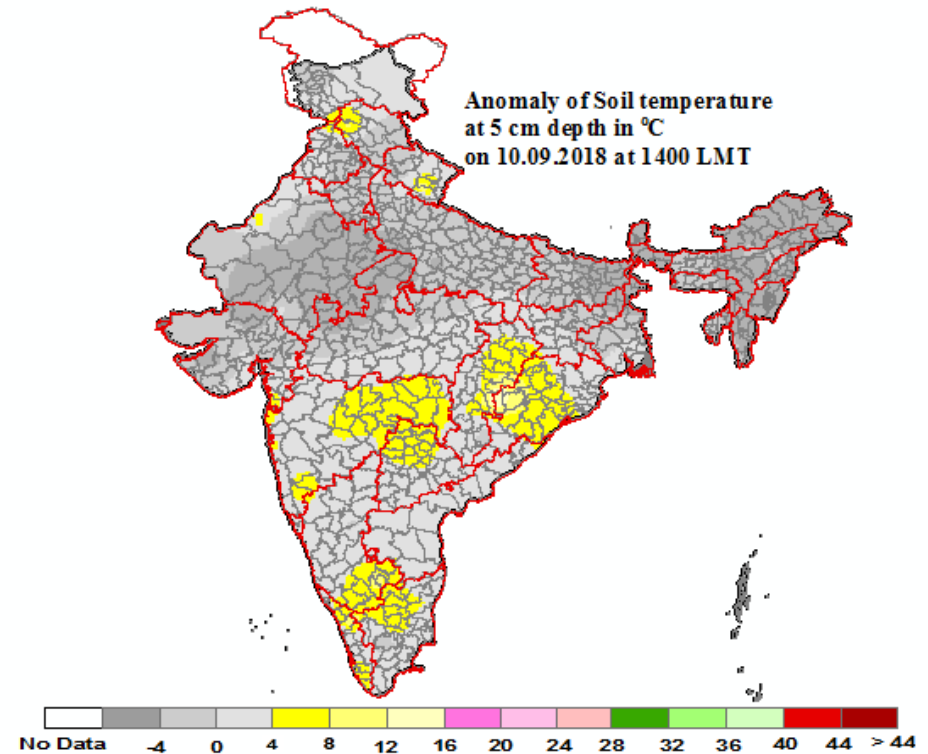 Anomaly of Soil temperature
at 5 cm depth in °C
on 10.09.2018 at 1400 LMT
No Data -4 0 4 8 12 16 20 24 28 32 36 40 44 > 44